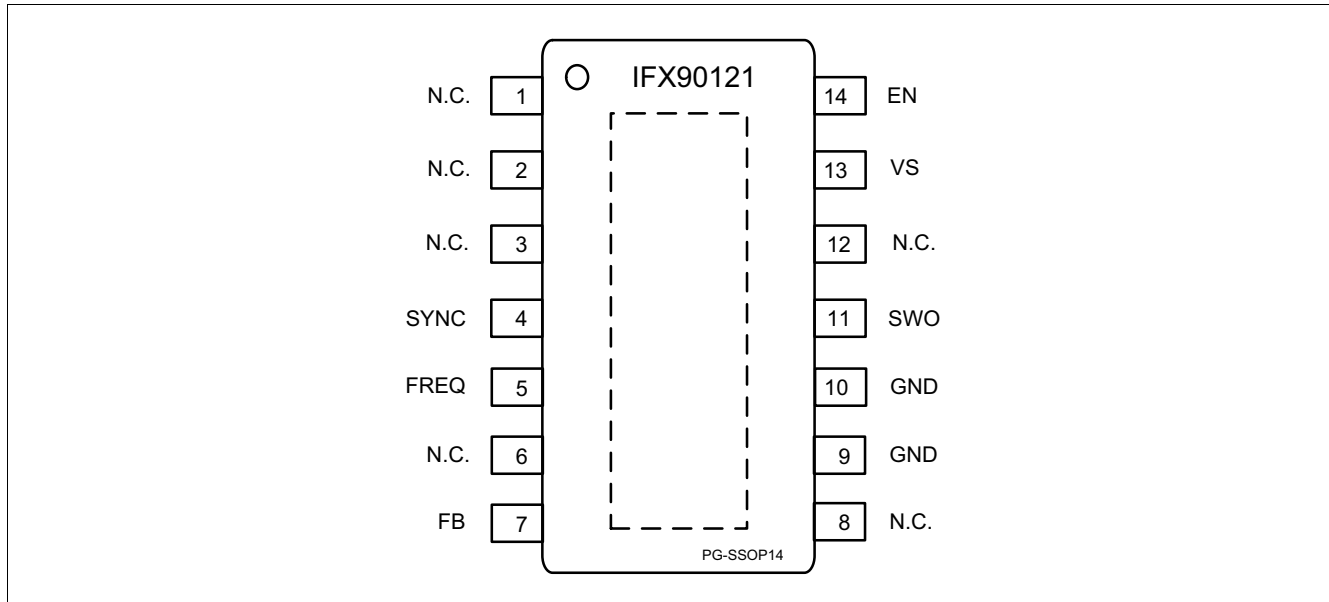 IFX90121
N.C. 1 14 EN
N.C. 2 13 VS
N.C. 3 12 N.C.
SYNC 4 11 SWO
FREQ 5 10 GND
N.C. 6 9 GND
FB 7 8 N.C.
PG-SSOP14